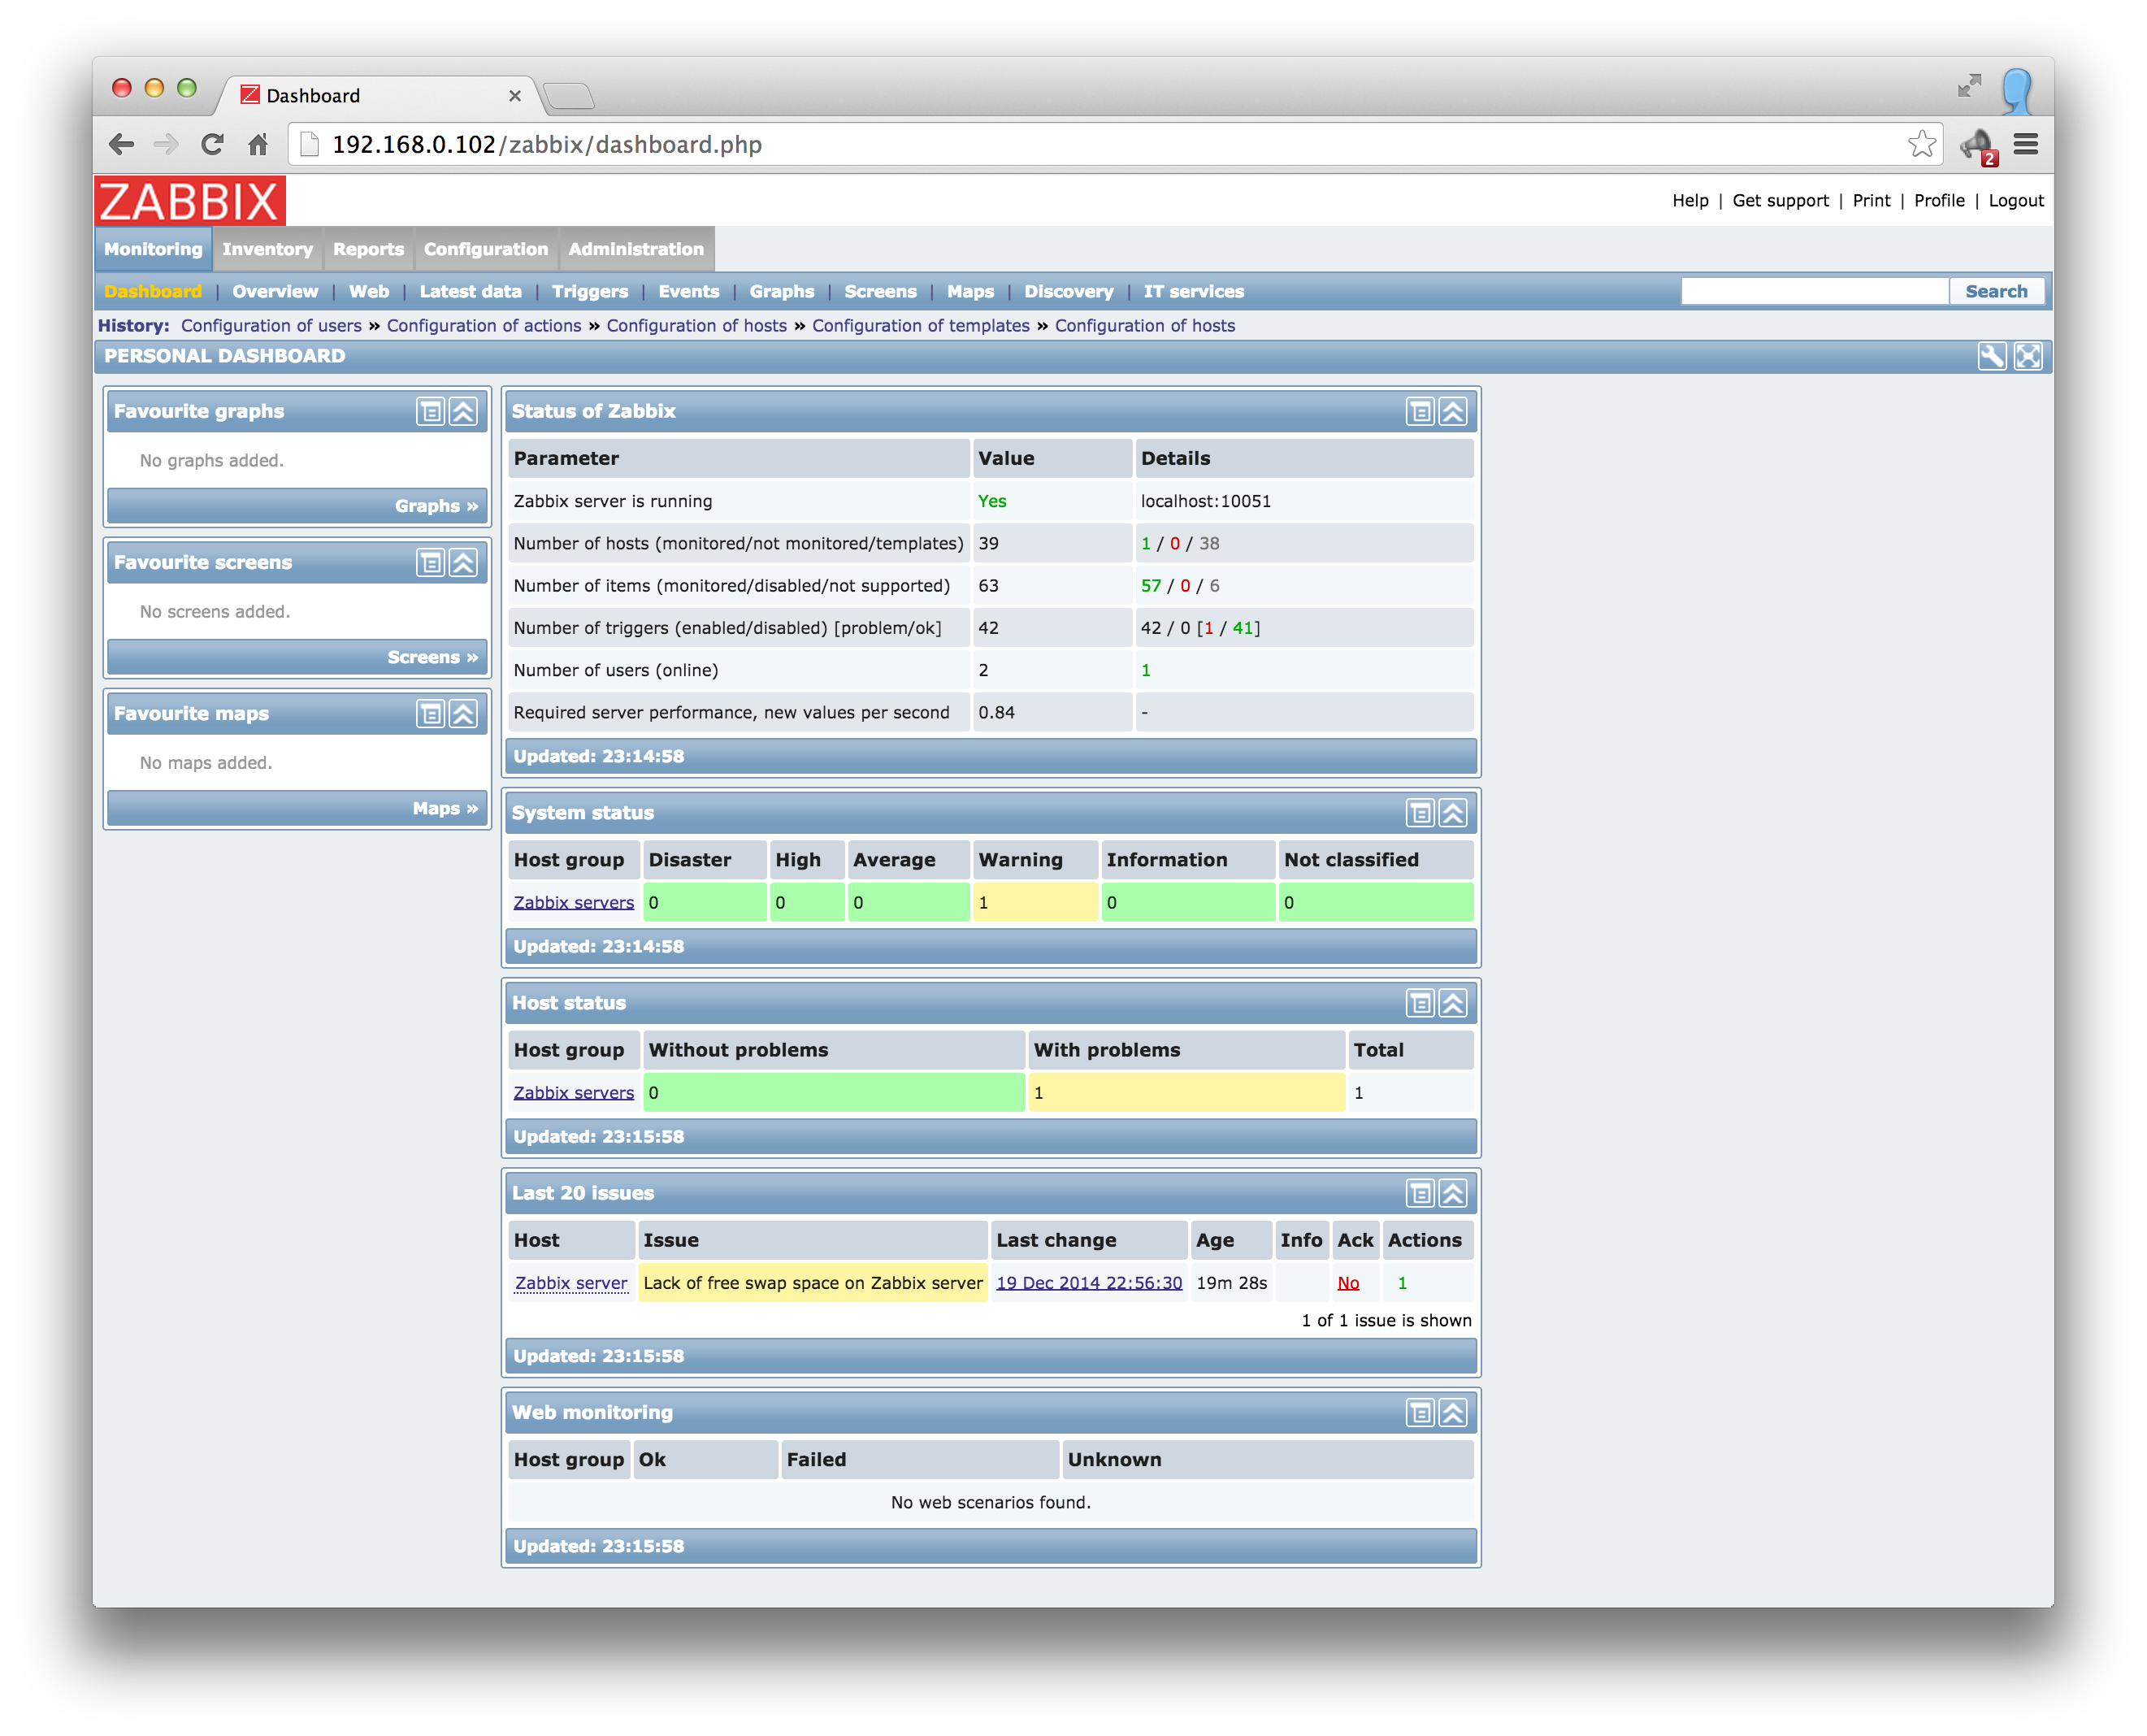 Dashboard
192.168.0.102/zabbix/dashboard.php
2
ZABBIX
Help | Get support | Print | Profile | Logout
Monitoring Inventory Reports Configuration Administration
Dashboard | Overview | Web | Latest data | Triggers | Events | Graphs | Screens | Maps | Discovery | IT services Search
History: Configuration of users » Configuration of actions » Configuration of hosts » Configuration of templates » Configuration of hosts
PERSONAL DASHBOARD
Favourite graphs
No graphs added.
Graphs »
Favourite screens
No screens added.
Screens »
Favourite maps
No maps added.
Maps »
Status of Zabbix
Parameter Value Details
Zabbix server is running Yes localhost:10051
Number of hosts (monitored/not monitored/templates) 39 1 / 0 / 38
Number of items (monitored/disabled/not supported) 63 57 / 0 / 6
Number of triggers (enabled/disabled) [problem/ok] 42 42 / 0 [1 / 41]
Number of users (online) 2 1
Required server performance, new values per second 0.84 -
Updated: 23:14:58
System status
Host group Disaster High Average Warning Information Not classified
Zabbix servers 0 0 0 1 0 0
Updated: 23:14:58
Host status
Host group Without problems With problems Total
Zabbix servers 0 1 1
Updated: 23:15:58
Last 20 issues
Host Issue Last change Age Info Ack Actions
Zabbix server Lack of free swap space on Zabbix server 19 Dec 2014 22:56:30 19m 28s No 1
1 of 1 issue is shown
Updated: 23:15:58
Web monitoring
Host group Ok Failed Unknown
No web scenarios found.
Updated: 23:15:58